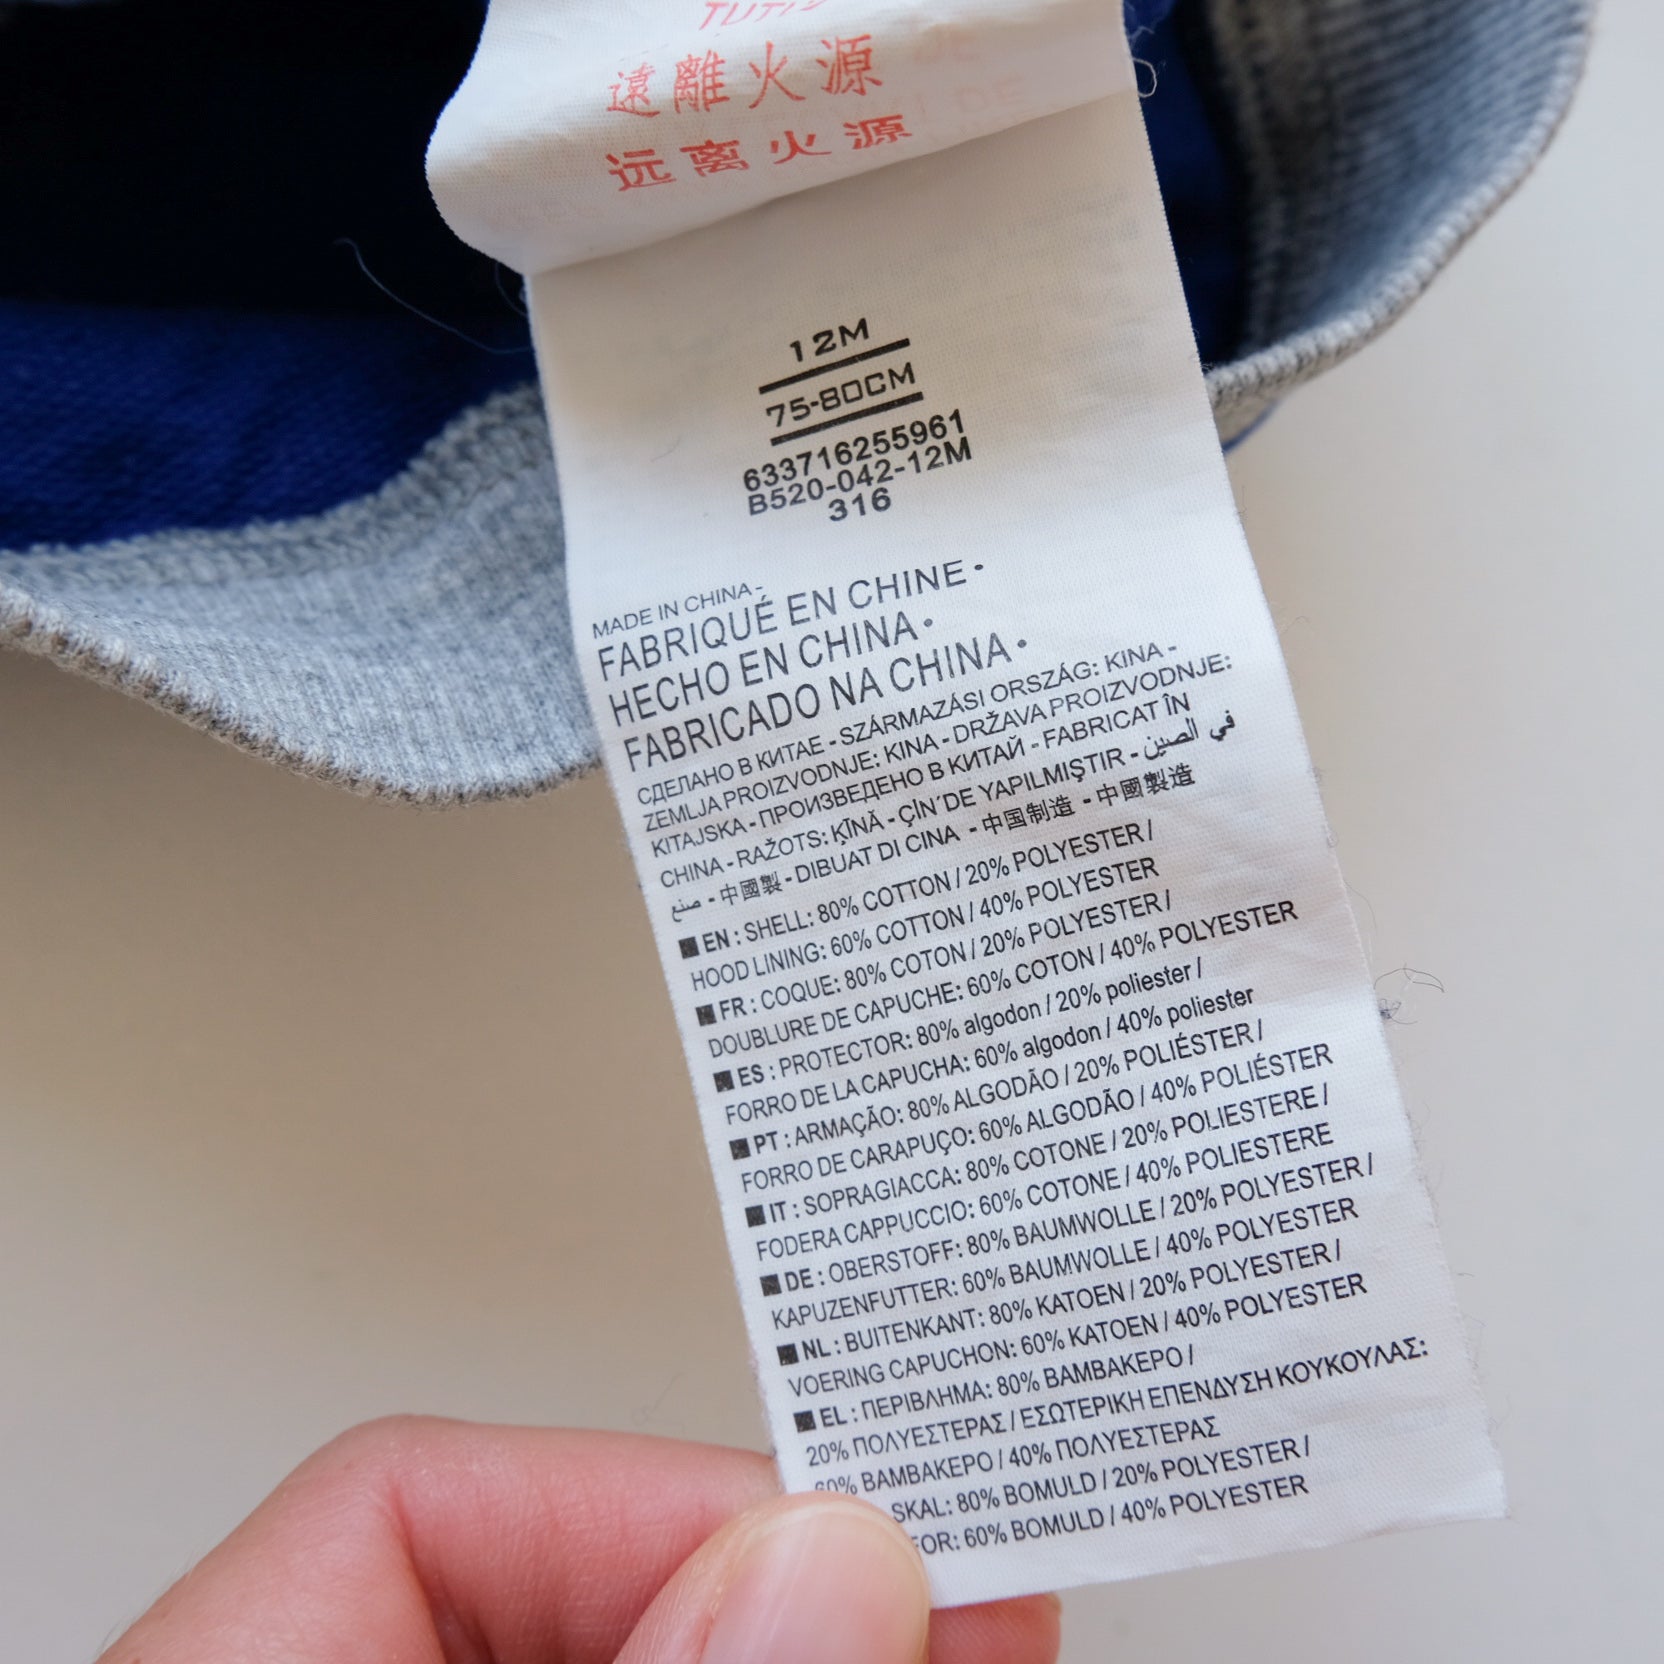 遠離火源
远离火源
12M
75-80CM
633716255961
B520-042-12M
316
MADE IN CHINA -
FABRIQUÉ EN CHINE •
HECHO EN CHINA •
FABRICADO NA CHINA •
СДЕЛАНО В КИТАЕ - SZÁRMAZÁSI ORSZÁG: KINA -
ZEMLJA PROIZVODNJE: KINA - DRŽAVA PROIZVODNJE:
KITAJSKA - ПРОИЗВЕДЕНО В КИТАЙ - FABRICAT ÎN
CHINA - RAŽOTS: ĶĪNĀ - ÇİN´DE YAPILMIŞTIR - في الصين
صنع - 中國製 - DIBUAT DI CINA - 中国制造 - 中國製造
EN : SHELL: 80% COTTON / 20% POLYESTER /
HOOD LINING: 60% COTTON / 40% POLYESTER
FR : COQUE: 80% COTON / 20% POLYESTER /
DOUBLURE DE CAPUCHE: 60% COTON / 40% POLYESTER
ES : PROTECTOR: 80% algodon / 20% poliester /
FORRO DE LA CAPUCHA: 60% algodon / 40% poliester
PT : ARMAÇÃO: 80% ALGODÃO / 20% POLIÉSTER /
FORRO DE CARAPUÇO: 60% ALGODÃO / 40% POLIÉSTER
IT : SOPRAGIACCA: 80% COTONE / 20% POLIESTERE /
FODERA CAPPUCCIO: 60% COTONE / 40% POLIESTERE
DE : OBERSTOFF: 80% BAUMWOLLE / 20% POLYESTER /
KAPUZENFUTTER: 60% BAUMWOLLE / 40% POLYESTER
NL : BUITENKANT: 80% KATOEN / 20% POLYESTER /
VOERING CAPUCHON: 60% KATOEN / 40% POLYESTER
EL : ΠΕΡΙΒΛΗΜΑ: 80% ΒΑΜΒΑΚΕΡΟ /
20% ΠΟΛΥΕΣΤΕΡΑΣ / ΕΣΩΤΕΡΙΚΗ ΕΠΕΝΔΥΣΗ ΚΟΥΚΟΥΛΑΣ:
60% ΒΑΜΒΑΚΕΡΟ / 40% ΠΟΛΥΕΣΤΕΡΑΣ
SKAL: 80% BOMULD / 20% POLYESTER /
FOR: 60% BOMULD / 40% POLYESTER